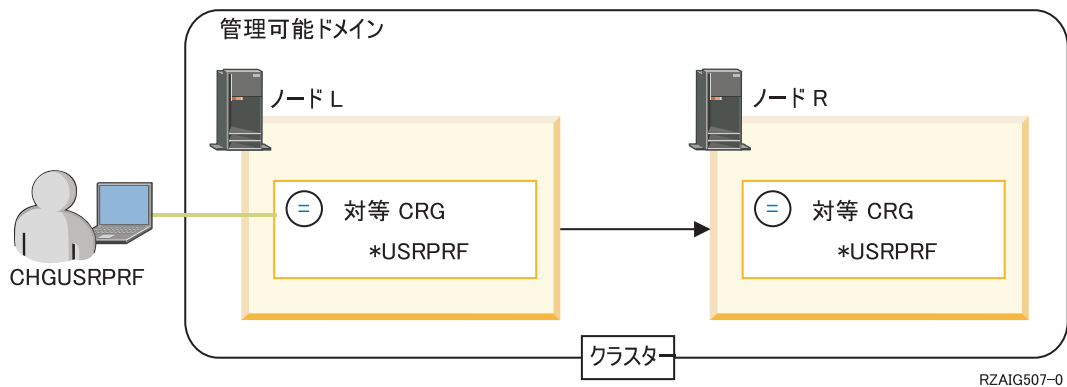 管理可能ドメイン
ノード L
ノード R
= 対等 CRG
*USRPRF
= 対等 CRG
*USRPRF
CHGUSRPRF
クラスター
RZAIG507-0